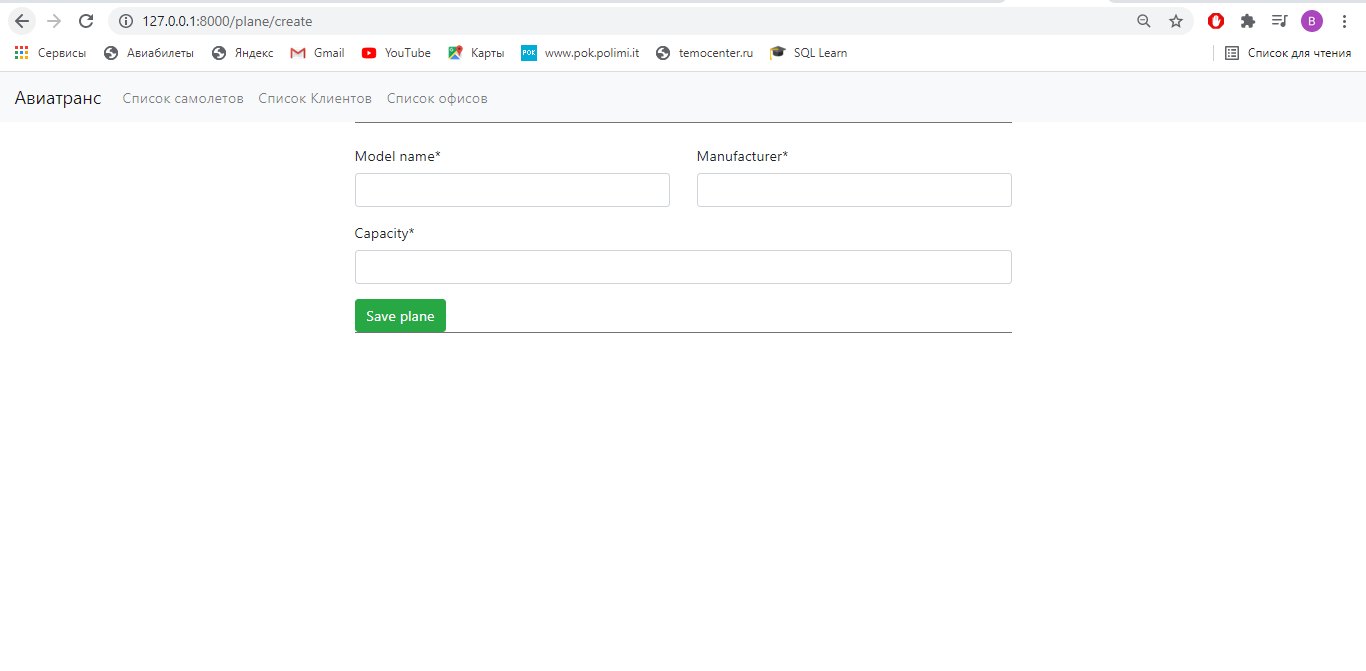 127.0.0.1:8000/plane/create
B
Сервисы Авиабилеты Яндекс Gmail YouTube Карты POK www.pok.polimi.it temocenter.ru SQL Learn Список для чтения
Авиатранс Список самолетов Список Клиентов Список офисов
Model name* Manufacturer*
Capacity*
Save plane